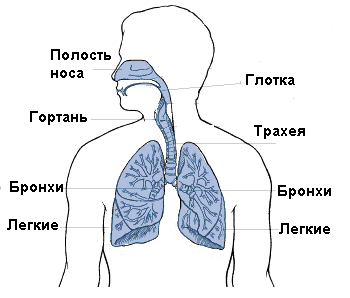 Полость
носа
Глотка
Гортань
Трахея
Бронхи
Бронхи
Легкие
Легкие